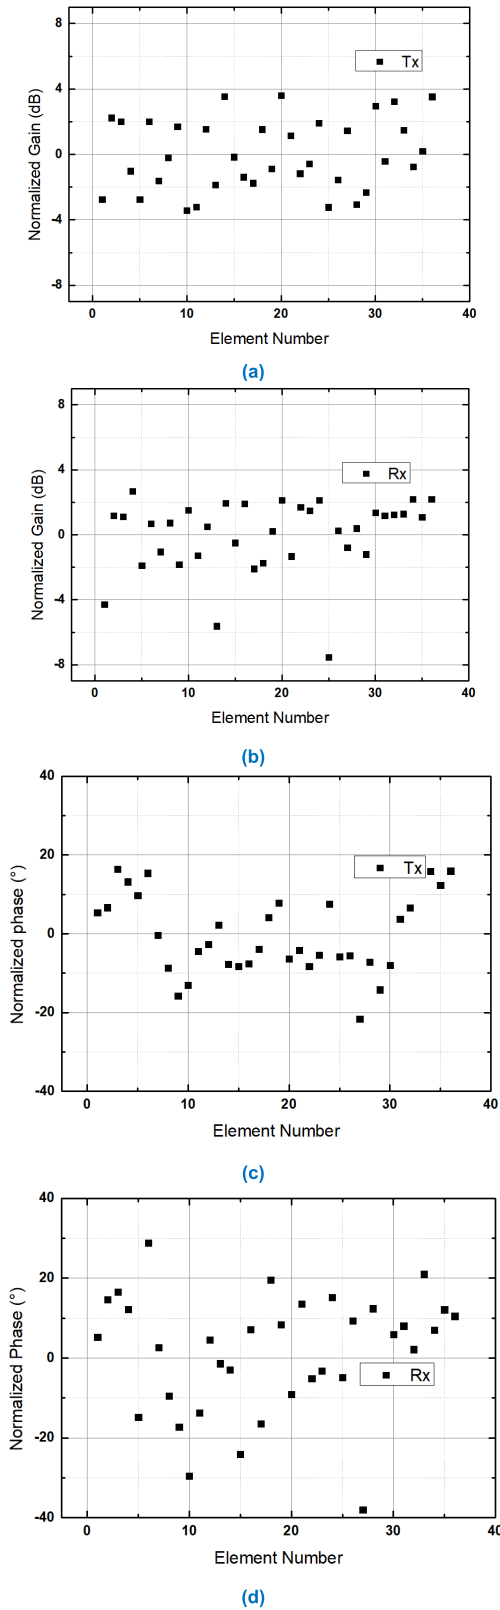 8
4
0
-4
-8
Normalized Gain (dB)
Tx
0 10 20 30 40
Element Number
(a)
8
4
0
-4
-8
Normalized Gain (dB)
Rx
0 10 20 30 40
Element Number
(b)
40
20
0
-20
-40
Normalized phase (°)
Tx
0 10 20 30 40
Element Number
(c)
40
20
0
-20
-40
Normalized Phase (°)
Rx
0 10 20 30 40
Element Number
(d)